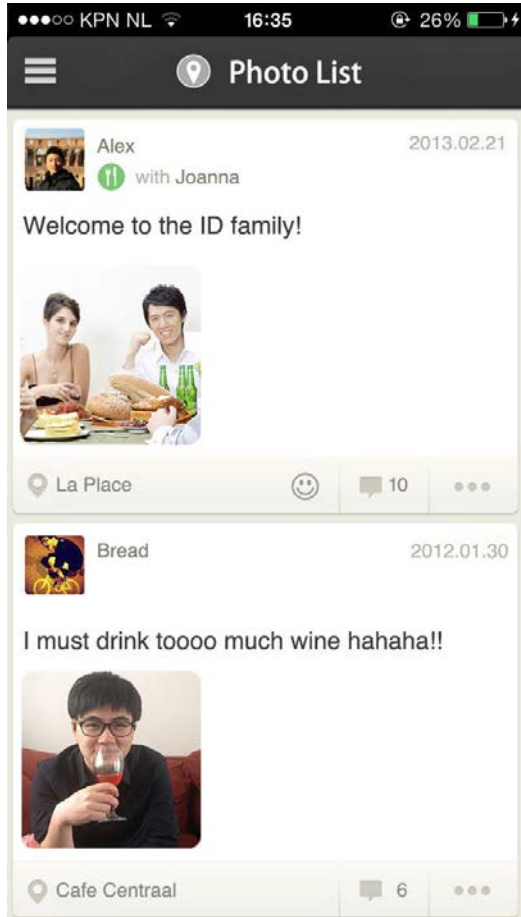 KPN NL 16:35 26%
Photo List
Alex 2013.02.21
with Joanna
Welcome to the ID family!
La Place 10
Bread 2012.01.30
I must drink toooo much wine hahaha!!
Cafe Centraal 6